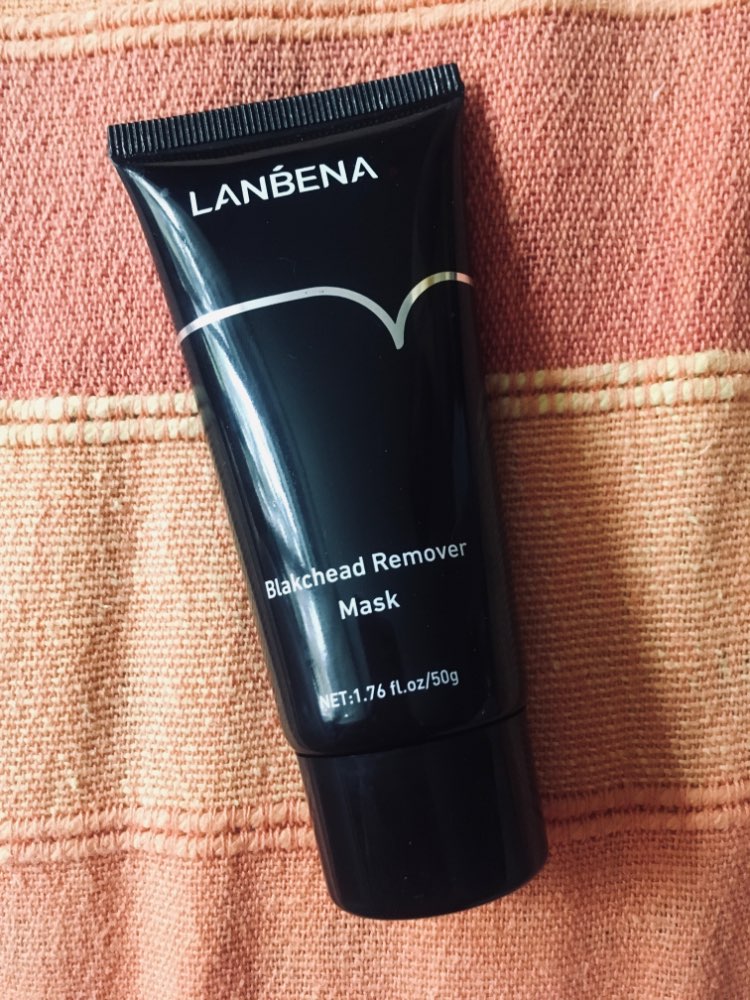 LANBENA
Blakchead Remover
Mask
NET:1.76 fl.oz/50g